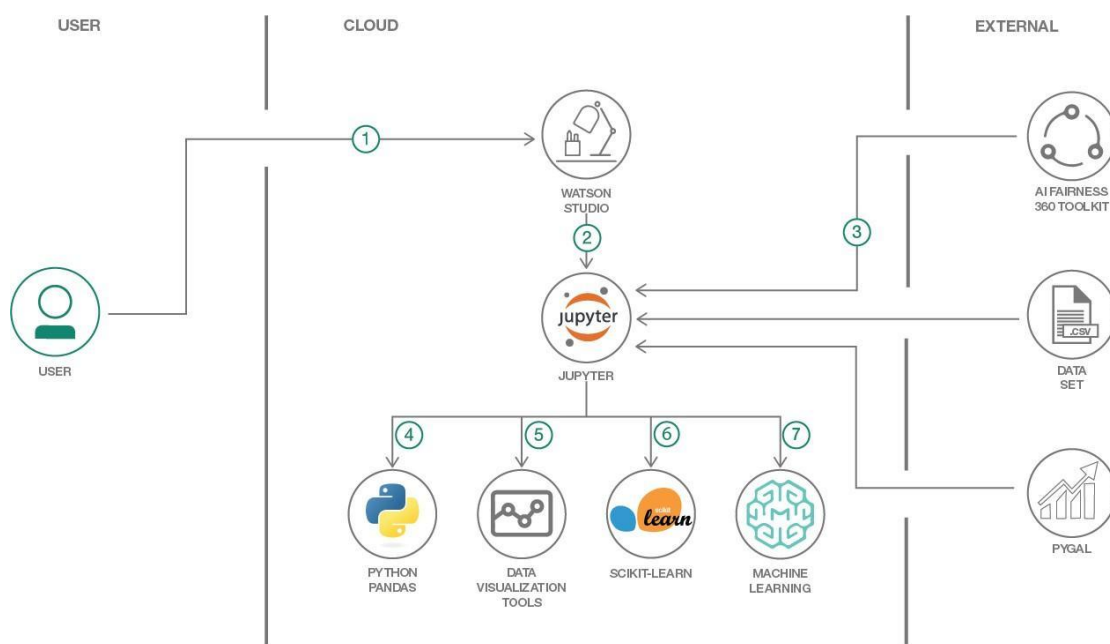 USER
CLOUD
EXTERNAL
1
WATSON
STUDIO
AI FAIRNESS
360 TOOLKIT
2
3
jupyter
JUPYTER
USER
.CSV
DATA
SET
4
5
6
7
scikit
learn
PYTHON
PANDAS
DATA
VISUALIZATION
TOOLS
SCIKIT-LEARN
MACHINE
LEARNING
PYGAL